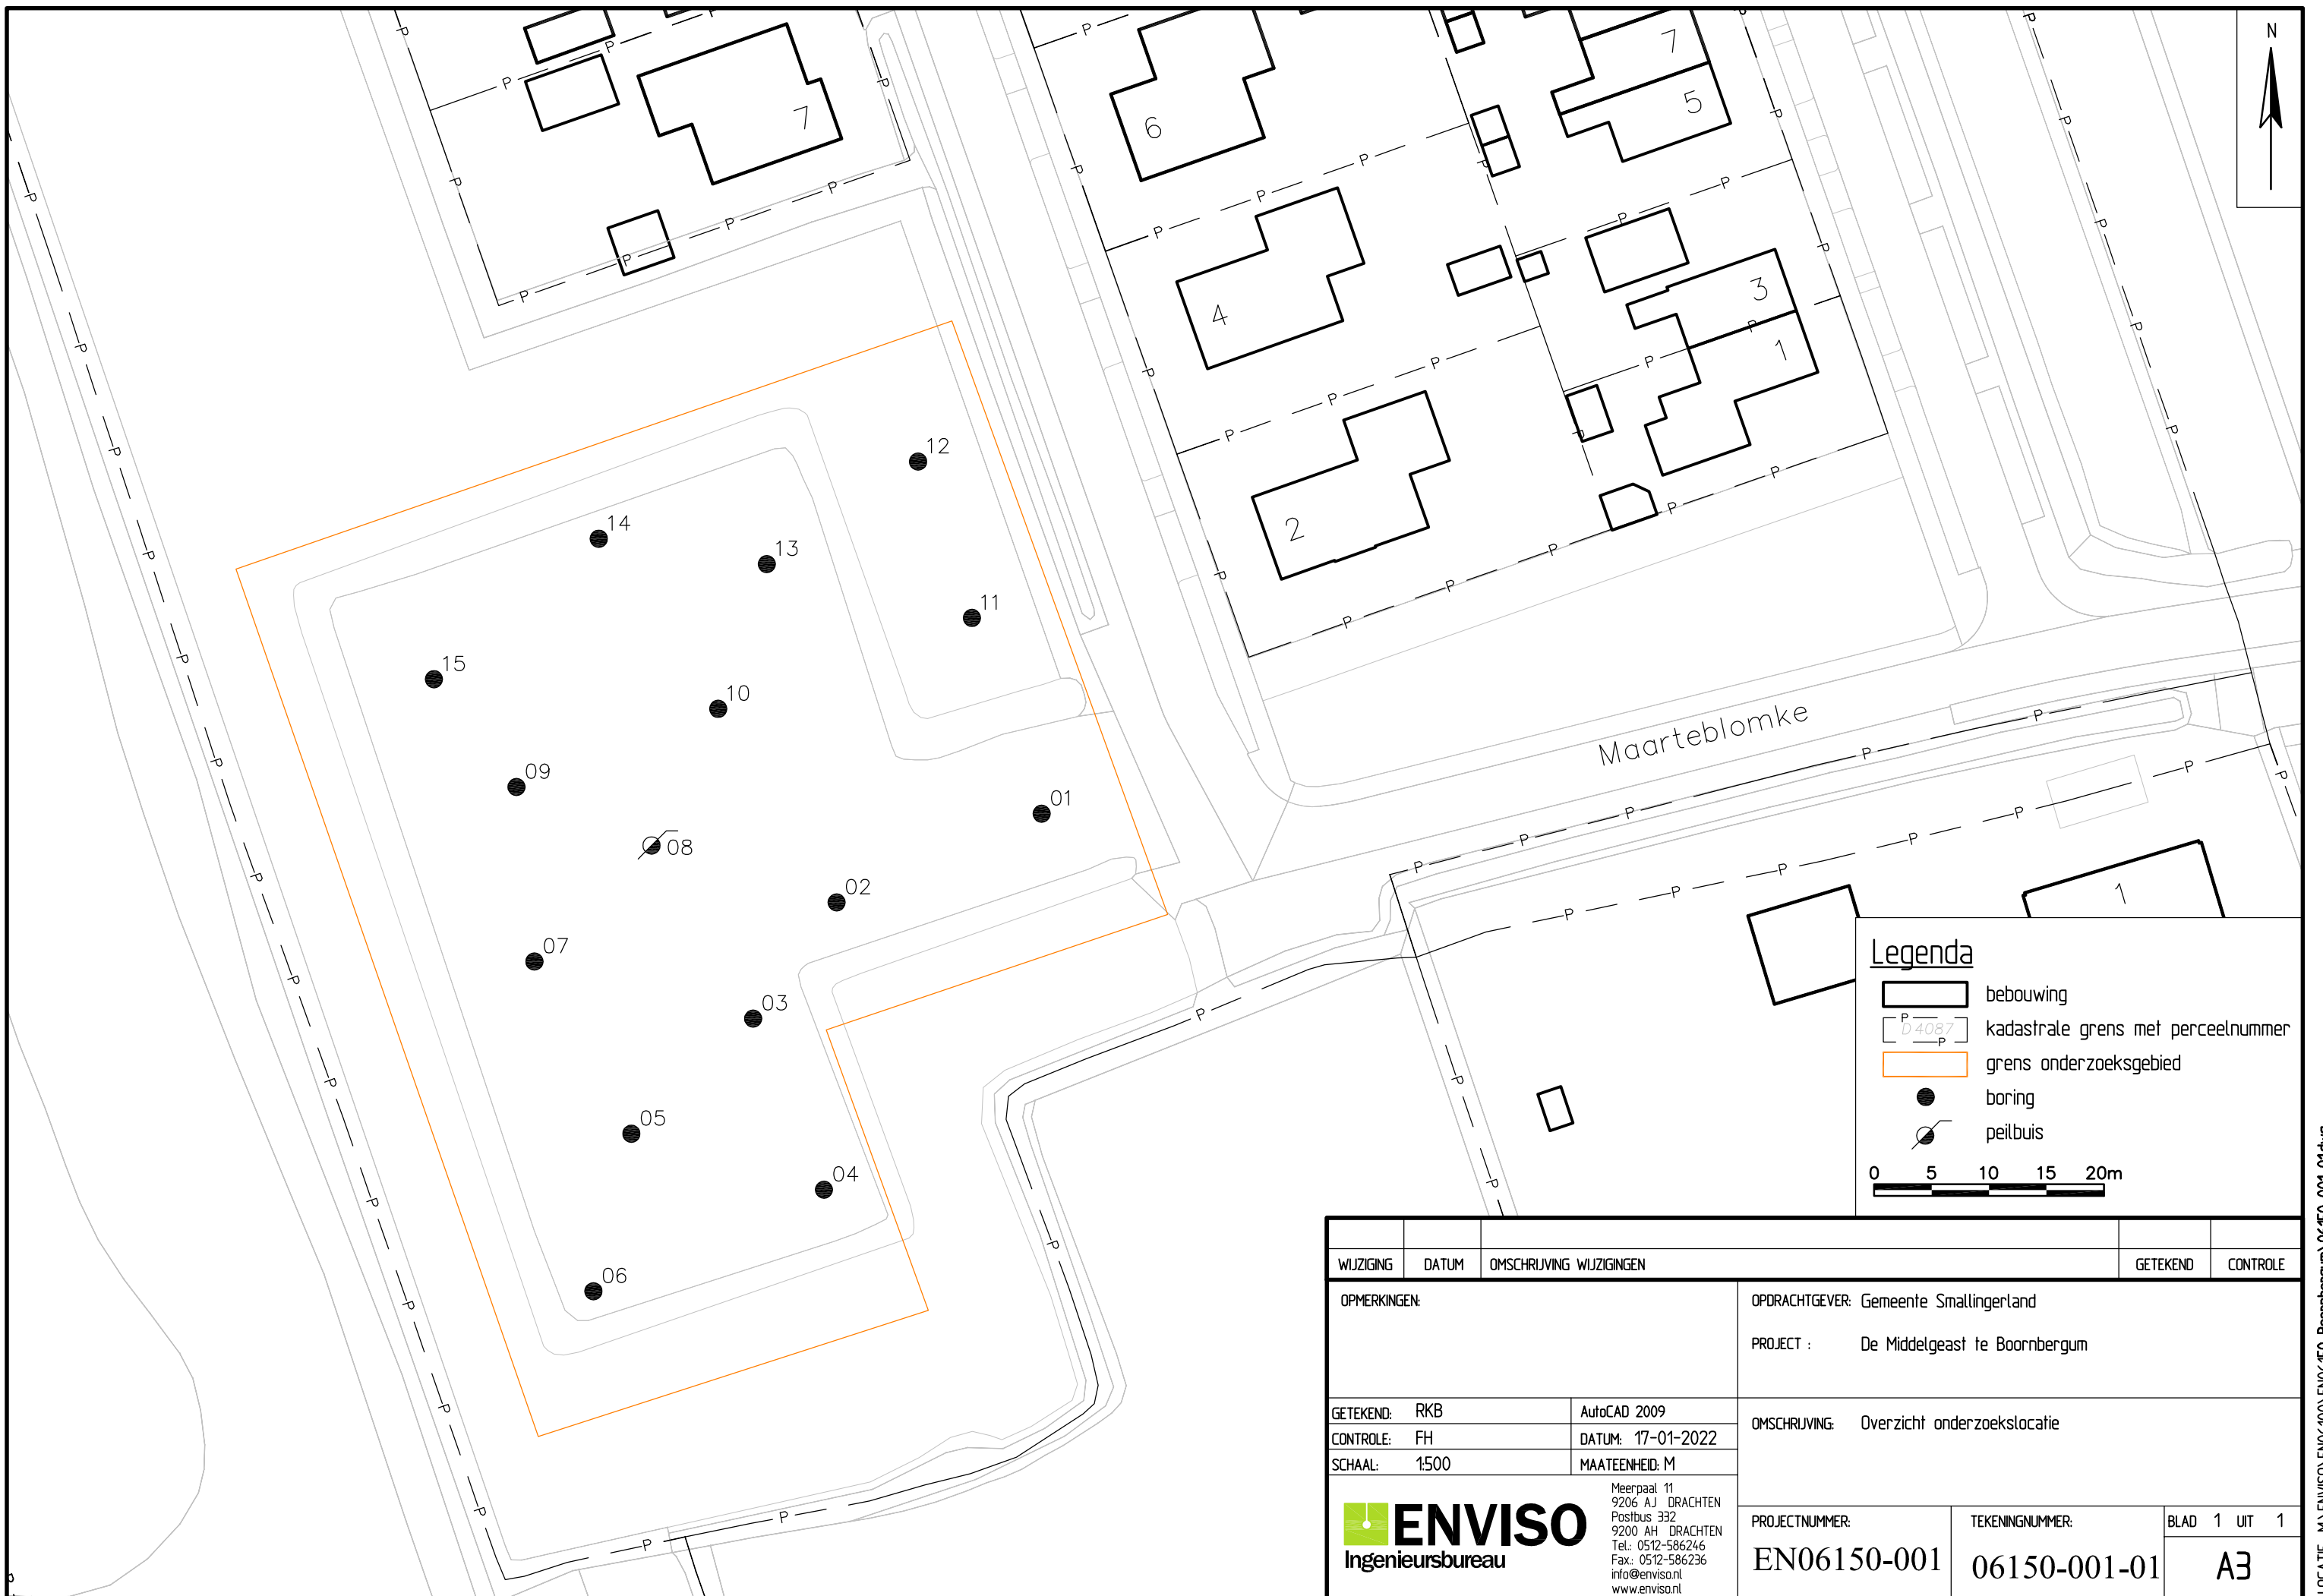 N
7
6
7
5
4
3
1
2
12
14
13
11
15
10
09
01
08
02
07
03
05
04
06
Maarteblomke
1
Legenda
bebouwing
P D 4087 P kadastrale grens met perceelnummer
grens onderzoeksgebied
boring
peilbuis
0 5 10 15 20m
WIJZIGING DATUM OMSCHRIJVING WIJZIGINGEN GETEKEND CONTROLE
OPMERKINGEN:
OPDRACHTGEVER: Gemeente Smallingerland
PROJECT : De Middelgeast te Boornbergum
GETEKEND: RKB AutoCAD 2009
CONTROLE: FH DATUM: 17-01-2022
SCHAAL: 1:500 MAATEENHEID: M
OMSCHRIJVING: Overzicht onderzoekslocatie
ENVISO
Ingenieursbureau
Meerpaal 11
9206 AJ DRACHTEN
Postbus 332
9200 AH DRACHTEN
Tel.: 0512-586246
Fax.: 0512-586236
info@enviso.nl
www.enviso.nl
PROJECTNUMMER:
EN06150-001
TEKENINGNUMMER:
06150-001-01
BLAD 1 UIT 1
A3